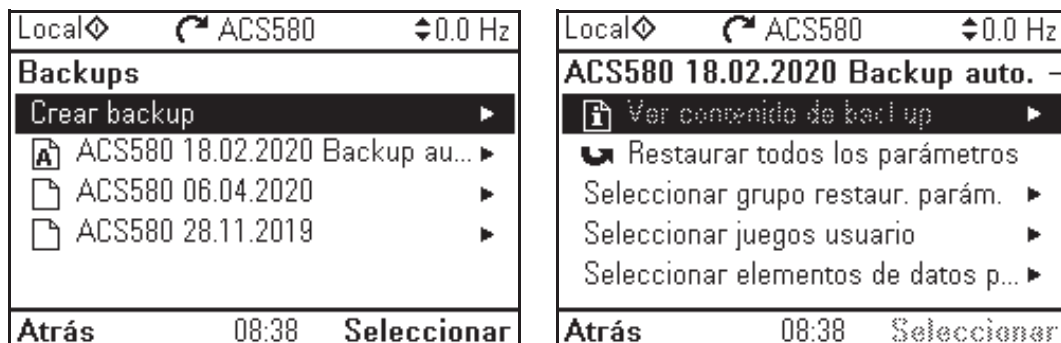 Local ACS580 0.0 Hz
Backups
Crear backup
ACS580 18.02.2020 Backup au...
ACS580 06.04.2020
ACS580 28.11.2019
Atrás 08:38 Seleccionar
Local ACS580 0.0 Hz
ACS580 18.02.2020 Backup auto.
Ver contenido de backup
Restaurar todos los parámetros
Seleccionar grupo restaur. parám.
Seleccionar juegos usuario
Seleccionar elementos de datos p...
Atrás 08:38 Seleccionar